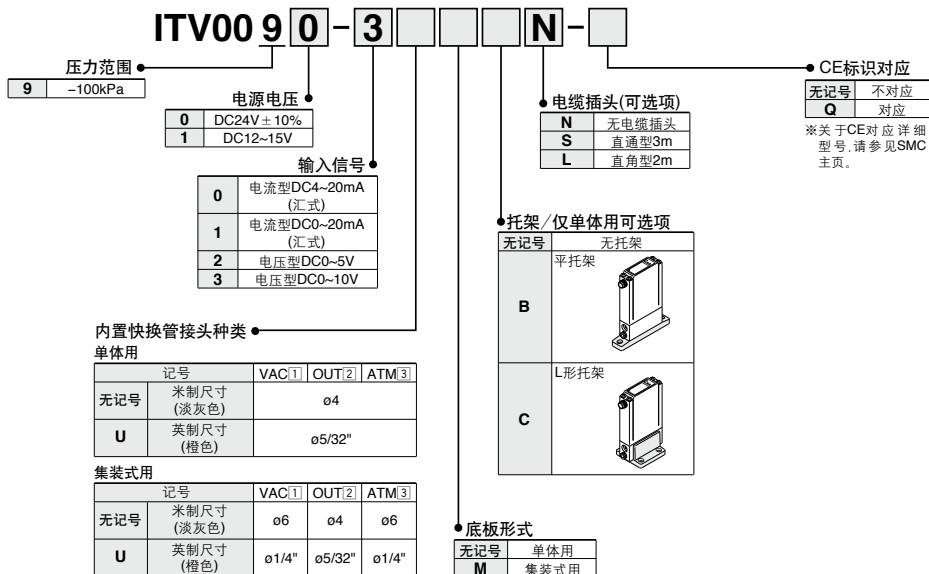 ITV00 9 0 - 3 N -
压力范围
9 –100kPa
电源电压
0 DC24V±10%
1 DC12~15V
输入信号
0 电流型DC4~20mA
(汇式)
1 电流型DC0~20mA
(汇式)
2 电压型DC0~5V
3 电压型DC0~10V
内置快换管接头种类
单体用
记号 VAC1 OUT2 ATM3
无记号 米制尺寸
(淡灰色) ø4
U 英制尺寸
(橙色) ø5/32"
集装式用
记号 VAC1 OUT2 ATM3
无记号 米制尺寸
(淡灰色) ø6 ø4 ø6
U 英制尺寸
(橙色) ø1/4" ø5/32" ø1/4"
底板形式
无记号 单体用
M 集装式用
托架/仅单体用可选项
无记号 无托架
B 平托架
C L形托架
电缆插头(可选项)
N 无电缆插头
S 直通型3m
L 直角型2m
CE标识对应
无记号 不对应
Q 对应
※关于CE对应详细
型号,请参见SMC
主页。